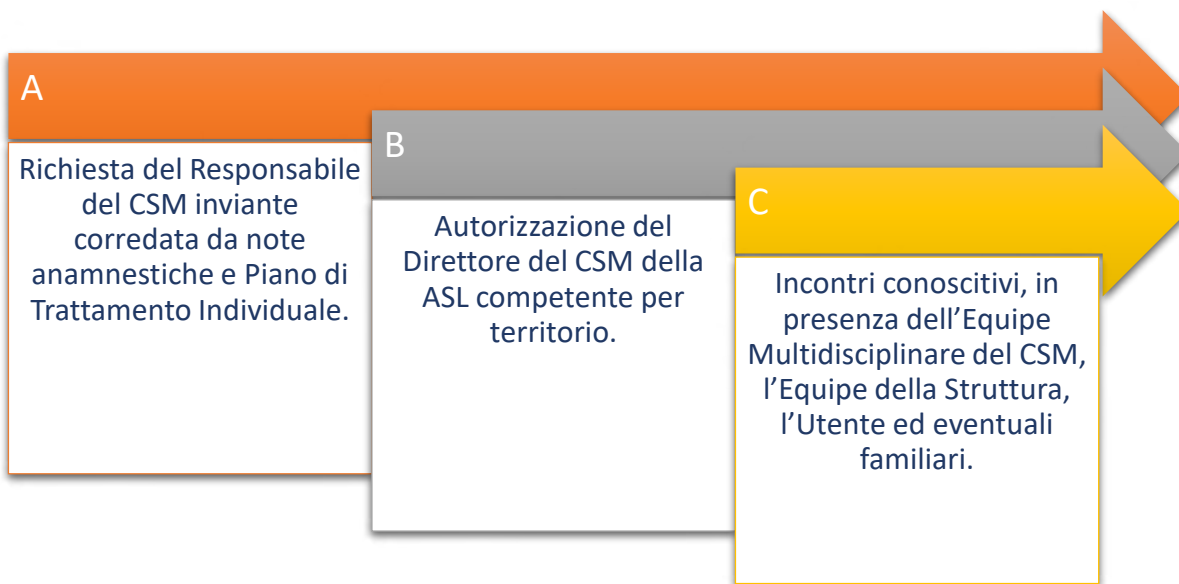 A
Richiesta del Responsabile
del CSM inviante
corredata da note
anamnestiche e Piano di
Trattamento Individuale.
B
Autorizzazione del
Direttore del CSM della
ASL competente per
territorio.
C
Incontri conoscitivi, in
presenza dell’Equipe
Multidisciplinare del CSM,
l’Equipe della Struttura,
l’Utente ed eventuali
familiari.